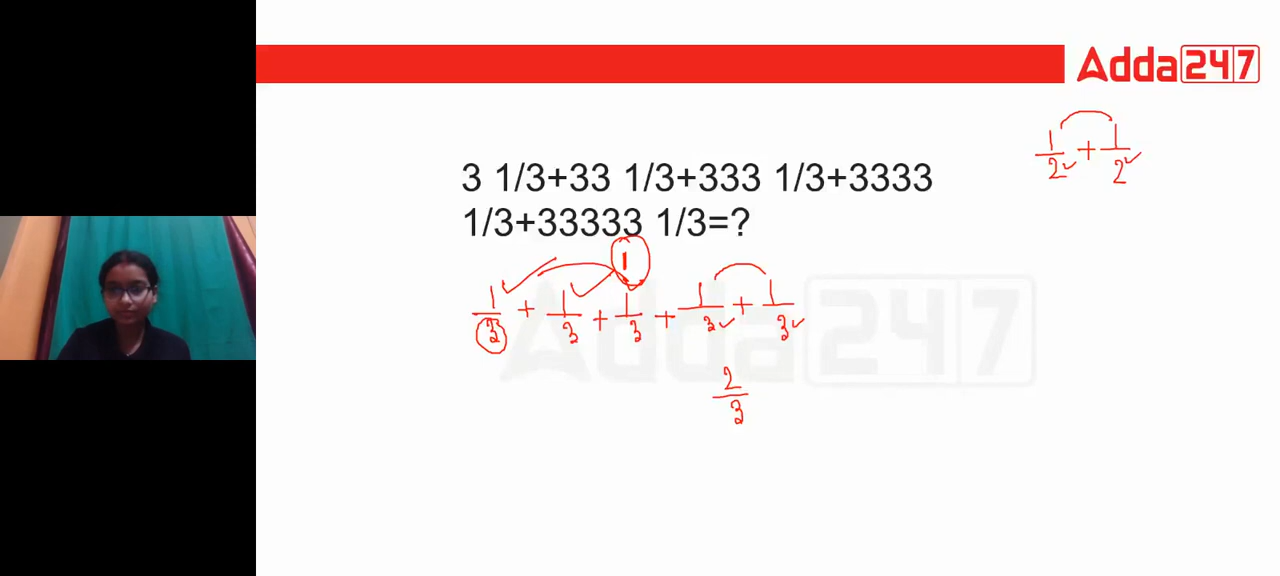 Adda247
1/2 + 1/2
3 1/3+33 1/3+333 1/3+3333
1/3+33333 1/3=?
1
1/3 + 1/3 + 1/3 + 1/3 + 1/3
2/3
Adda247